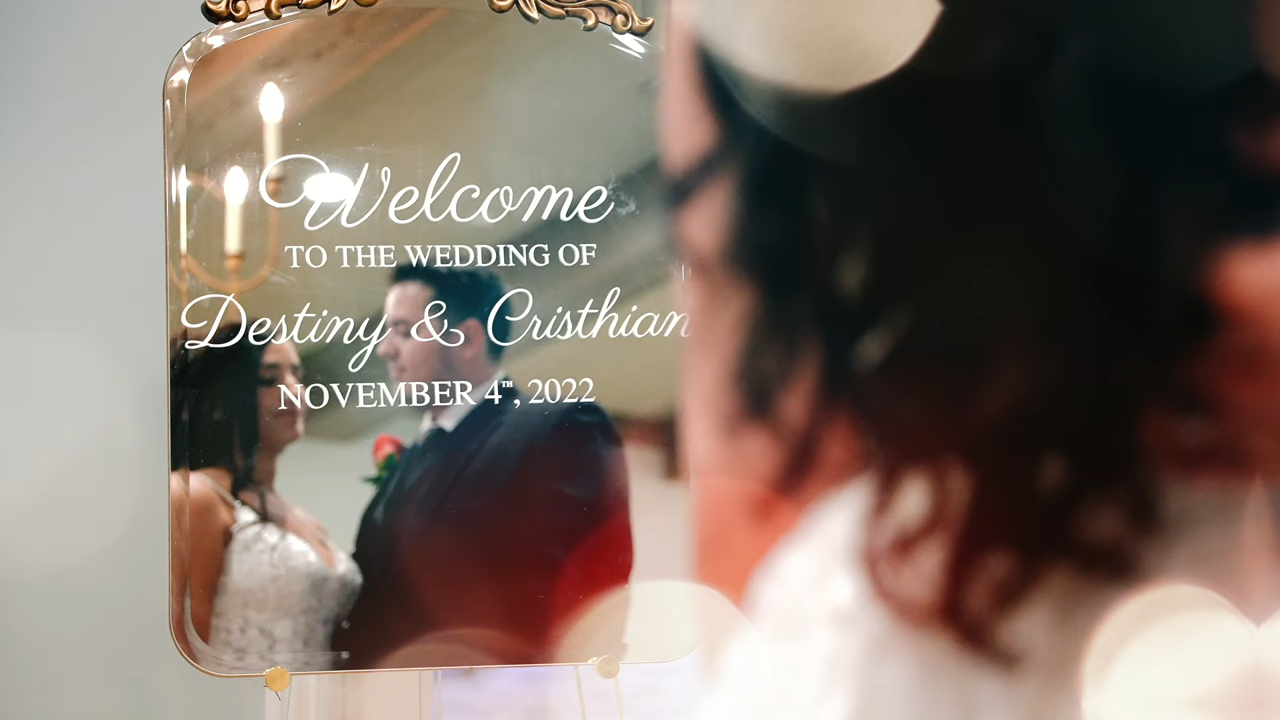 Welcome
TO THE WEDDING OF
Destiny & Cristhian
NOVEMBER 4TH, 2022